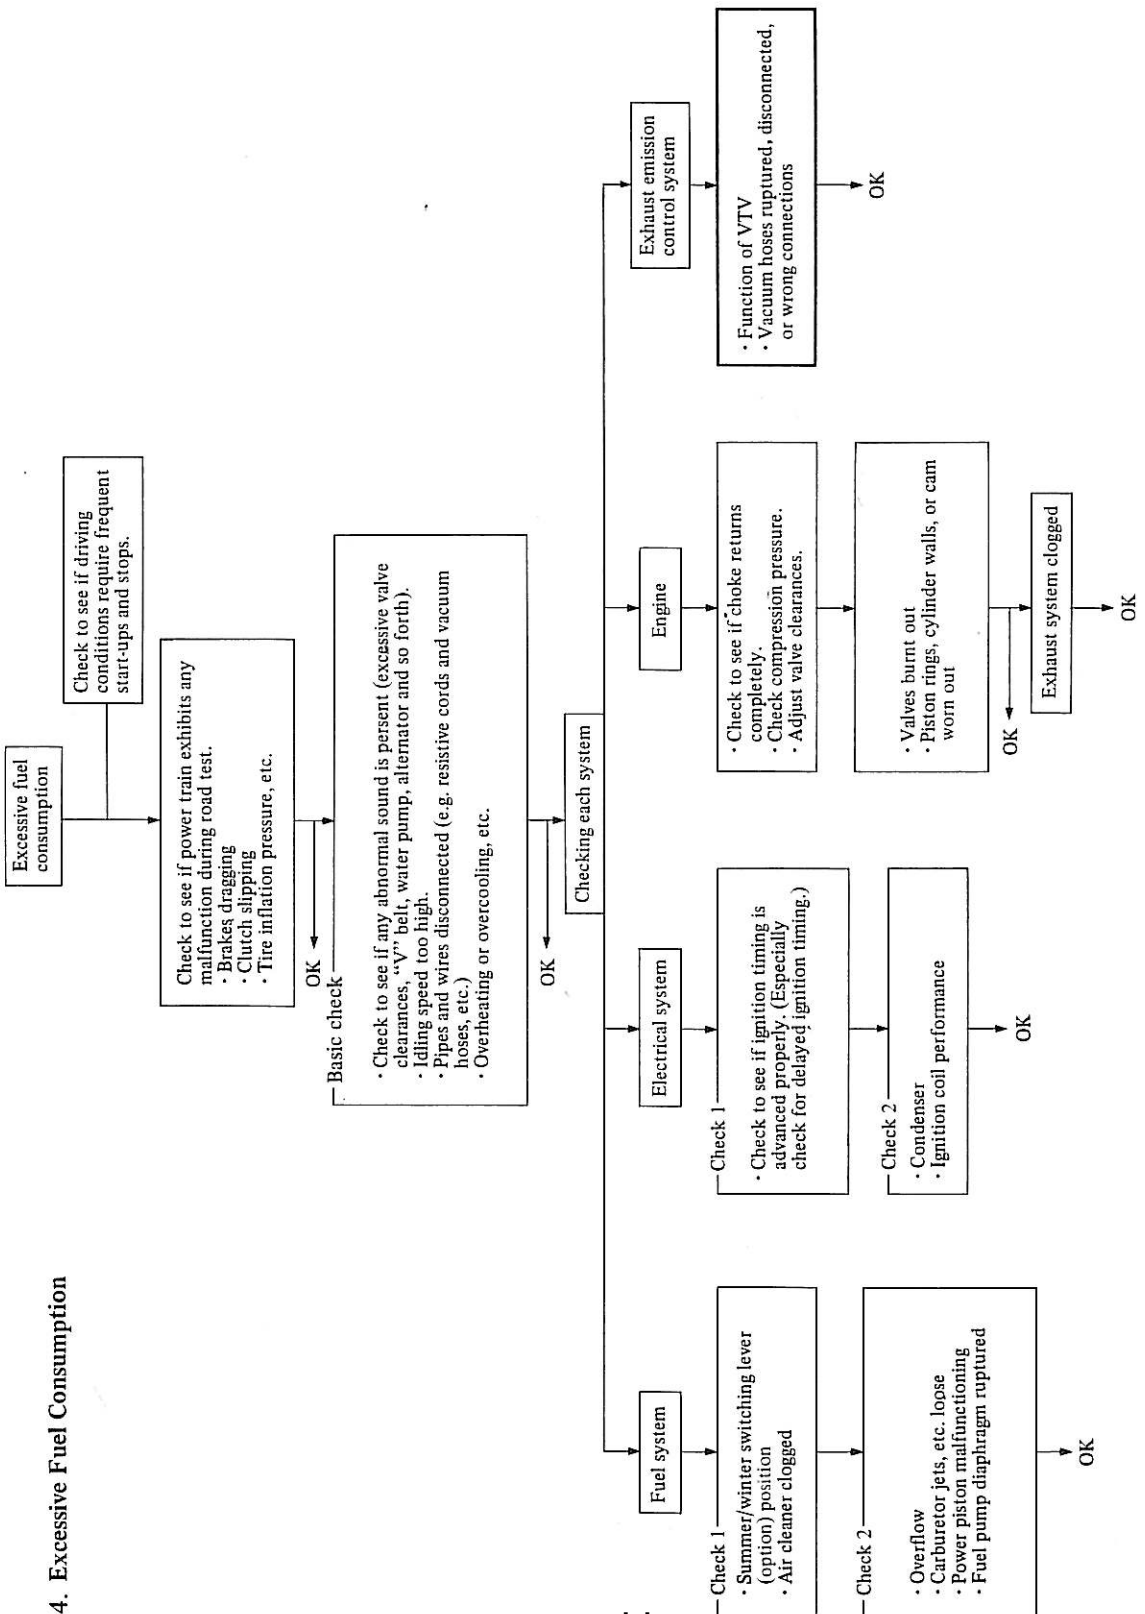 4. Excessive Fuel Consumption
Excessive fuel
consumption
Check to see if driving
conditions require frequent
start-ups and stops.
Check to see if power train exhibits any
malfunction during road test.
· Brakes dragging
· Clutch slipping
· Tire inflation pressure, etc.
OK
Basic check
· Check to see if any abnormal sound is persent (excessive valve
clearances, “V” belt, water pump, alternator and so forth).
· Idling speed too high.
· Pipes and wires disconnected (e.g. resistive cords and vacuum
hoses, etc.)
· Overheating or overcooling, etc.
OK
Checking each system
Fuel system
Check 1
· Summer/winter switching lever
(option) position
· Air cleaner clogged
Check 2
· Overflow
· Carburetor jets, etc. loose
· Power piston malfunctioning
· Fuel pump diaphragm ruptured
OK
Electrical system
Check 1
· Check to see if ignition timing is
advanced properly. (Especially
check for delayed ignition timing.)
Check 2
· Condenser
· Ignition coil performance
OK
Engine
· Check to see if choke returns
completely.
· Check compression pressure.
· Adjust valve clearances.
· Valves burnt out
· Piston rings, cylinder walls, or cam
worn out
OK
Exhaust system clogged
OK
Exhaust emission
control system
· Function of VTV
· Vacuum hoses ruptured, disconnected,
or wrong connections
OK